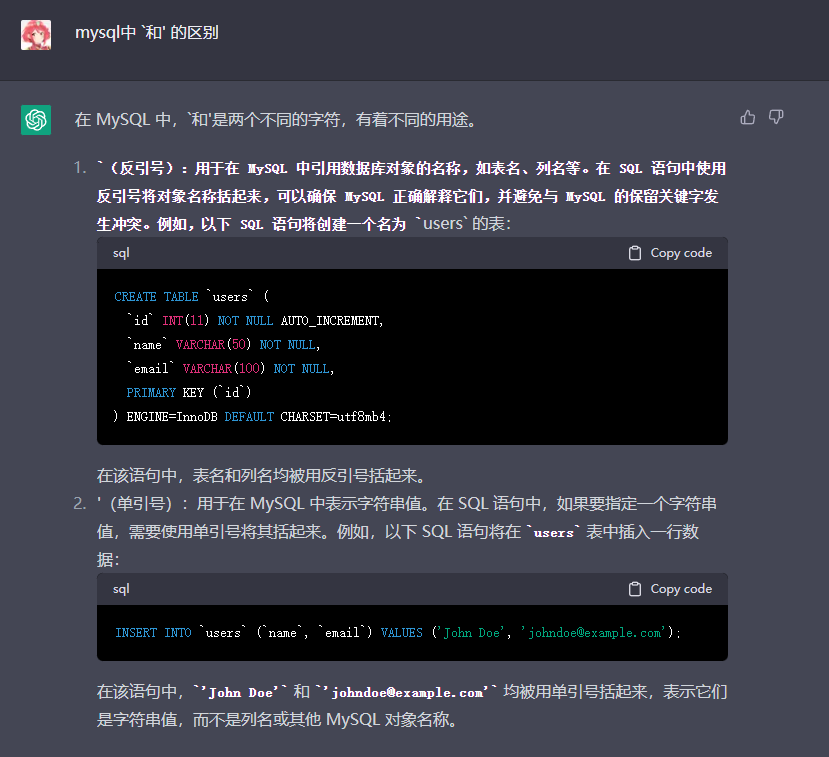 mysql中 `和' 的区别
在 MySQL 中，`和'是两个不同的字符，有着不同的用途。
1. `（反引号）：用于在 MySQL 中引用数据库对象的名称，如表名、列名等。在 SQL 语句中使用
反引号将对象名称括起来，可以确保 MySQL 正确解释它们，并避免与 MySQL 的保留关键字发
生冲突。例如，以下 SQL 语句将创建一个名为 `users` 的表：
sql Copy code
CREATE TABLE `users` (
`id` INT(11) NOT NULL AUTO_INCREMENT,
`name` VARCHAR(50) NOT NULL,
`email` VARCHAR(100) NOT NULL,
PRIMARY KEY (`id`)
) ENGINE=InnoDB DEFAULT CHARSET=utf8mb4;
在该语句中，表名和列名均被用反引号括起来。
2. '（单引号）：用于在 MySQL 中表示字符串值。在 SQL 语句中，如果要指定一个字符串
值，需要使用单引号将其括起来。例如，以下 SQL 语句将在 `users` 表中插入一行数
据：
sql Copy code
INSERT INTO `users` (`name`, `email`) VALUES ('John Doe', 'johndoe@example.com');
在该语句中，`'John Doe'` 和 `'johndoe@example.com'` 均被用单引号括起来，表示它们
是字符串值，而不是列名或其他 MySQL 对象名称。